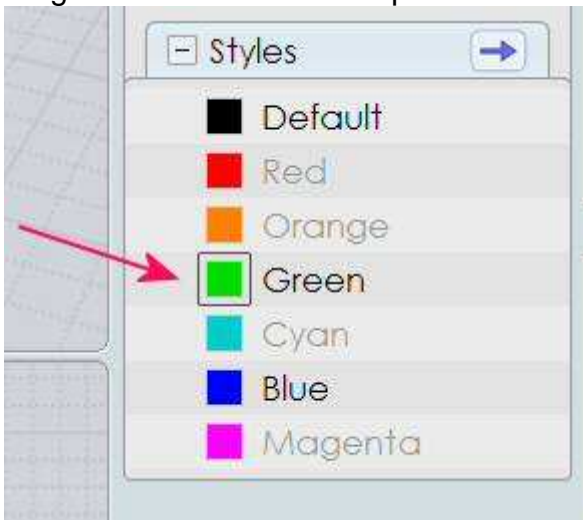 Styles
Default
Red
Orange
Green
Cyan
Blue
Magenta